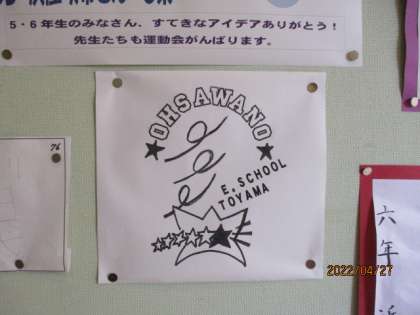 5・6年生のみなさん、すてきなアイデアありがとう！
先生たちも運動会がんばります。
OHSAWANO
E. SCHOOL
TOYAMA
76
六年
2022/04/27